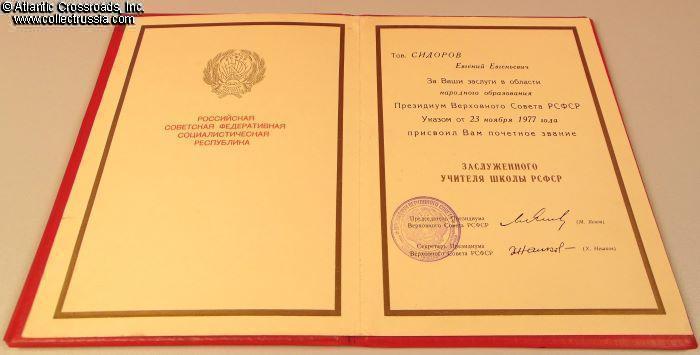 © Atlantic Crossroads, Inc.
www.collectrussia.com
РОССИЙСКАЯ
СОВЕТСКАЯ ФЕДЕРАТИВНАЯ
СОЦИАЛИСТИЧЕСКАЯ
РЕСПУБЛИКА
Тов. СИДОРОВ
Евгений Евгеньевич
За Ваши заслуги в области
народного образования
Президиум Верховного Совета РСФСР
Указом от 23 ноября 1977 года
присвоил Вам почетное звание
ЗАСЛУЖЕННОГО
УЧИТЕЛЯ ШКОЛЫ РСФСР
Председатель Президиума
Верховного Совета РСФСР
(М. Яснов)
Секретарь Президиума
Верховного Совета РСФСР
(Х. Нешков)